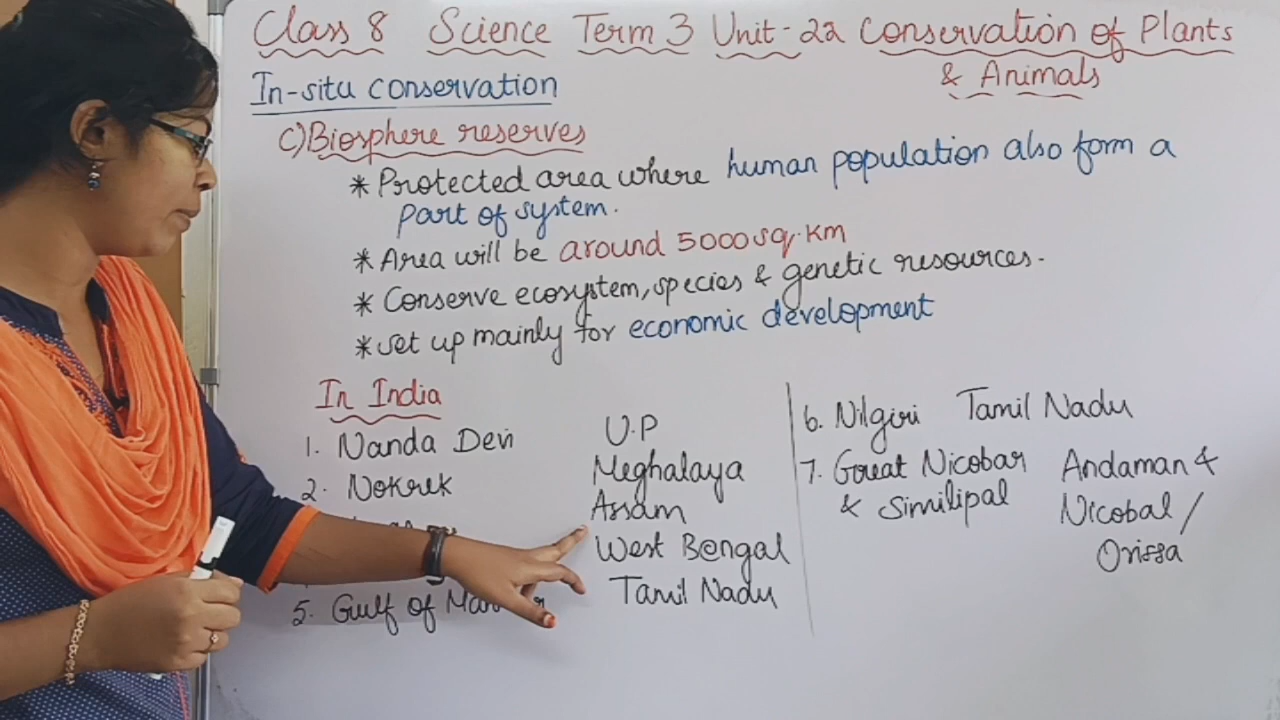 Class 8 Science Term 3 Unit-22 Conservation of Plants
& Animals
In-situ conservation
c) Biosphere reserves
* Protected area where human population also form a
part of system.
* Area will be around 5000 sq.km
* Conserve ecosystem, species & genetic resources.
* set up mainly for economic development
In India
1. Nanda Devi U.P
2. Nokrek Meghalaya
Assam
West Bengal
5. Gulf of Tamil Nadu
6. Nilgiri Tamil Nadu
7. Great Nicobar Andaman &
& Similipal Nicobal /
Orissa